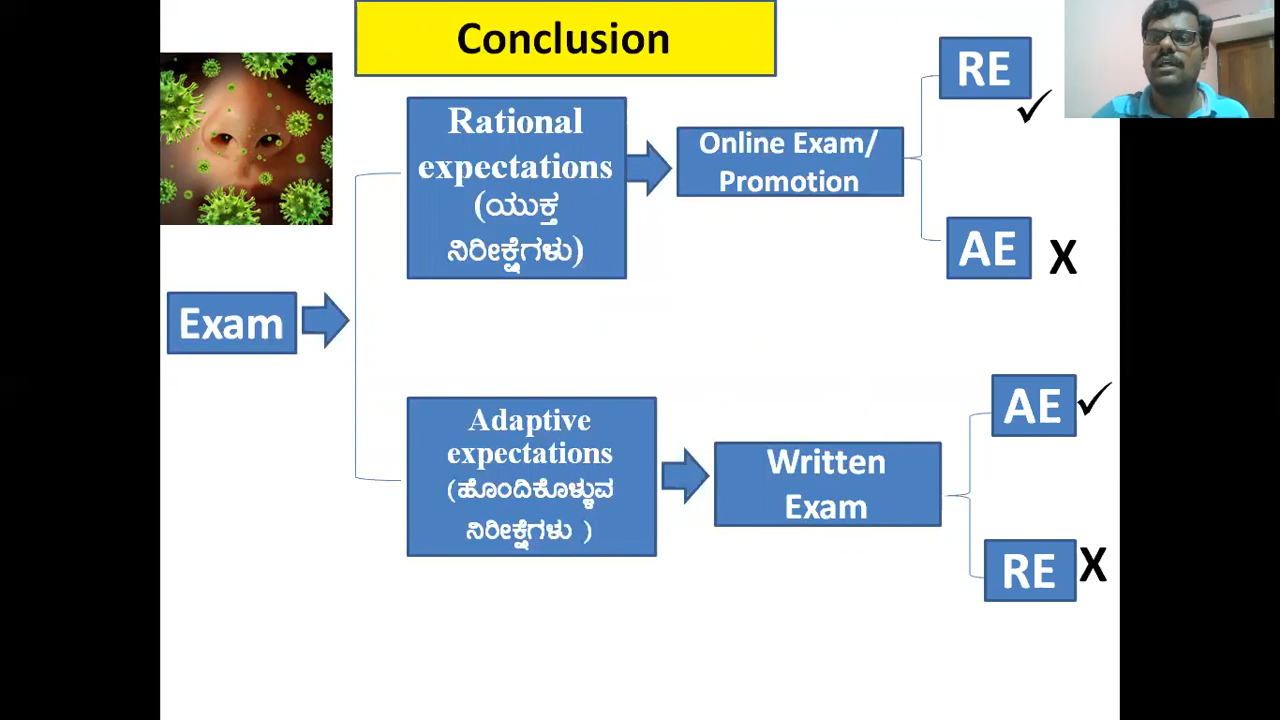 Conclusion
Exam
Rational
expectations
(ಯುಕ್ತ
ನಿರೀಕ್ಷೆಗಳು)
Online Exam/
Promotion
RE
✓
AE
X
Adaptive
expectations
(ಹೊಂದಿಕೊಳ್ಳುವ
ನಿರೀಕ್ಷೆಗಳು )
Written
Exam
AE
✓
RE
X